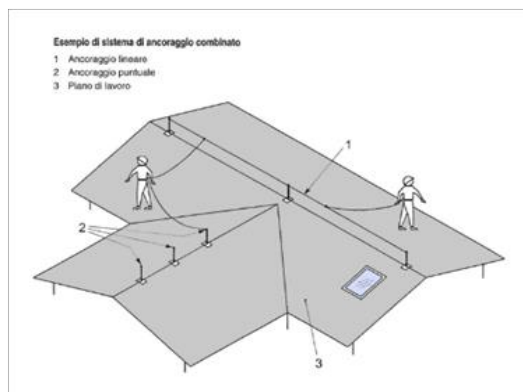 Esempio di sistema di ancoraggio combinato
1 Ancoraggio lineare
2 Ancoraggio puntuale
3 Piano di lavoro
1
2
3